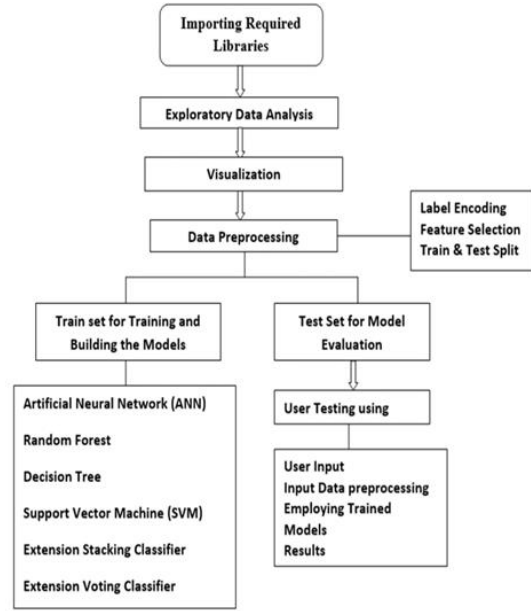 Importing Required
Libraries
Exploratory Data Analysis
Visualization
Data Preprocessing
Label Encoding
Feature Selection
Train & Test Split
Train set for Training and
Building the Models
Test Set for Model
Evaluation
Artificial Neural Network (ANN)
Random Forest
Decision Tree
Support Vector Machine (SVM)
Extension Stacking Classifier
Extension Voting Classifier
User Testing using
User Input
Input Data preprocessing
Employing Trained
Models
Results